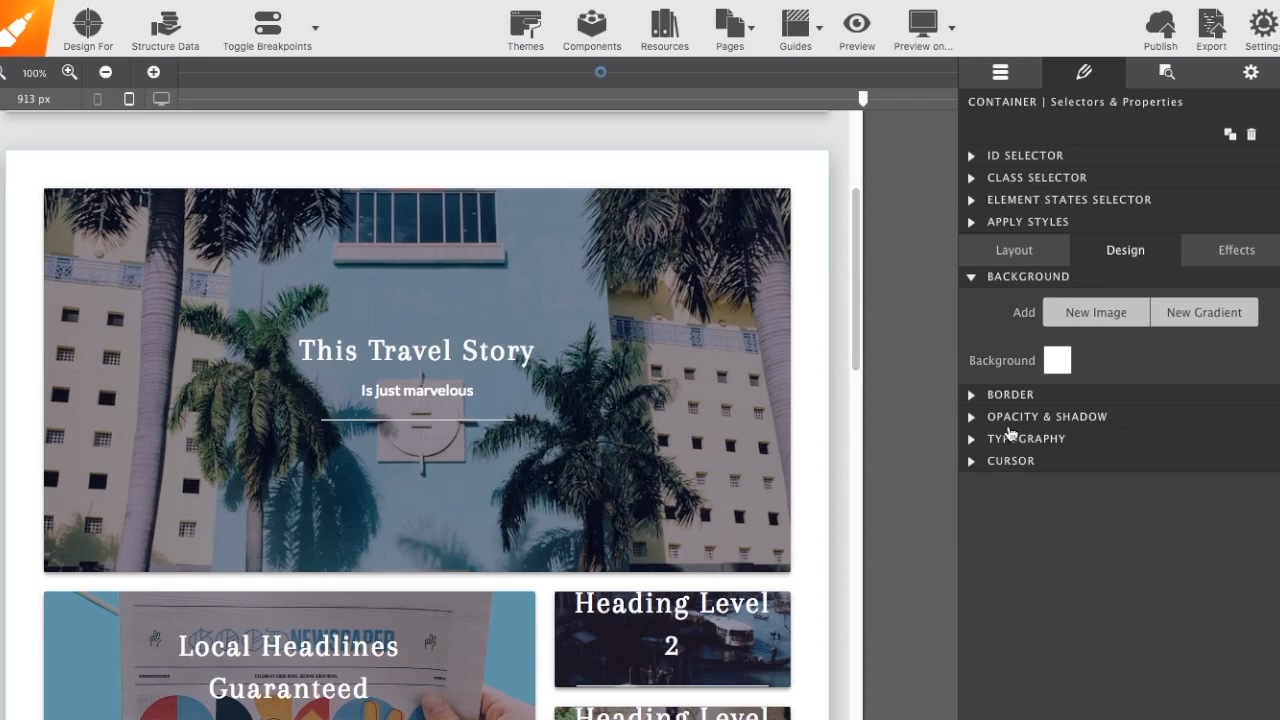 Design For
Structure Data
Toggle Breakpoints
Themes
Components
Resources
Pages
Guides
Preview
Preview on...
Publish
Export
Settings
100%
913 px
CONTAINER | Selectors & Properties
ID SELECTOR
CLASS SELECTOR
ELEMENT STATES SELECTOR
APPLY STYLES
Layout
Design
Effects
BACKGROUND
Add
New Image
New Gradient
Background
BORDER
OPACITY & SHADOW
TYPOGRAPHY
CURSOR
This Travel Story
Is just marvelous
Local Headlines
Guaranteed
Heading Level
2
Heading Level